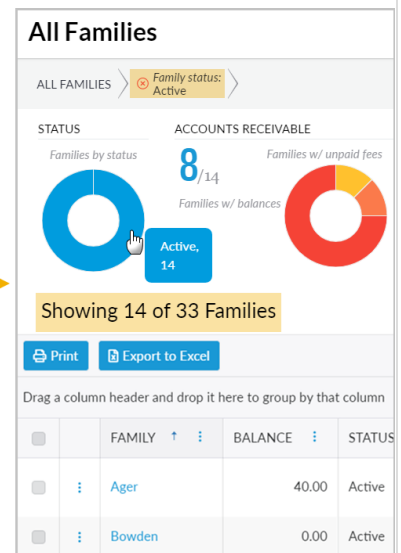 All Families
ALL FAMILIES
Family status:
Active
STATUS
ACCOUNTS RECEIVABLE
Families by status
8/14
Families w/ unpaid fees
Families w/ balances
Active,
14
Showing 14 of 33 Families
Print
Export to Excel
Drag a column header and drop it here to group by that column
FAMILY BALANCE STATUS
Ager 40.00 Active
Bowden 0.00 Active